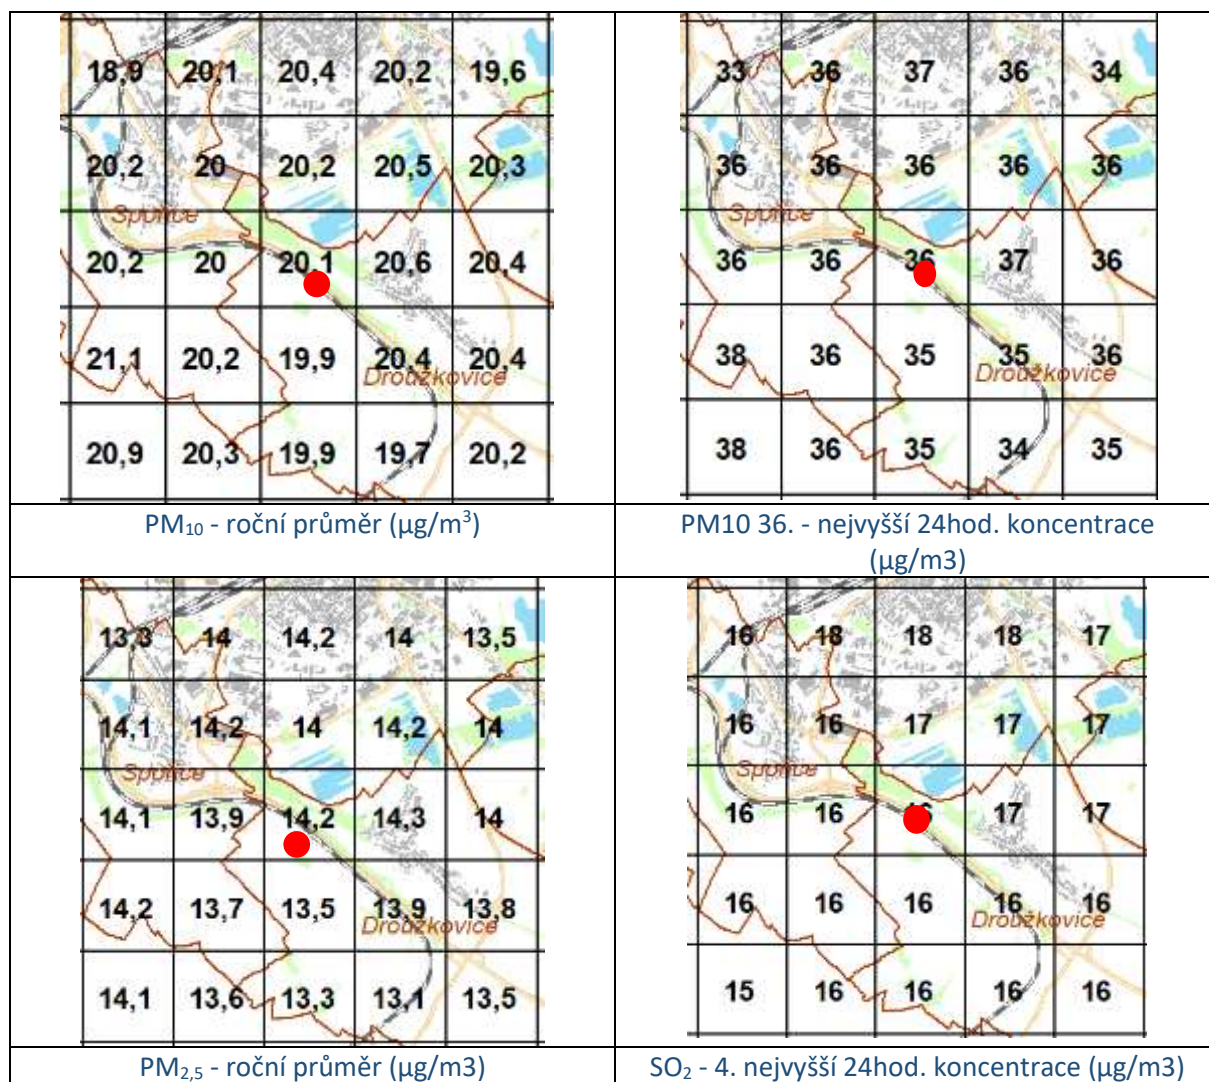 18,9 20,1 20,4 20,2 19,6
20,2 20 20,2 20,5 20,3
Spořice
20,2 20 20,1 20,6 20,4
21,1 20,2 19,9 20,4 20,4
Droužkovice
20,9 20,3 19,9 19,7 20,2
PM10 - roční průměr (µg/m³)
33 36 37 36 34
36 36 36 36 36
Spořice
36 36 36 37 36
38 36 35 35 36
Droužkovice
38 36 35 34 35
PM10 36. - nejvyšší 24hod. koncentrace
(µg/m3)
13,3 14 14,2 14 13,5
14,1 14,2 14 14,2 14
Spořice
14,1 13,9 14,2 14,3 14
14,2 13,7 13,5 13,9 13,8
Droužkovice
14,1 13,6 13,3 13,1 13,5
PM2,5 - roční průměr (µg/m3)
16 18 18 18 17
16 16 17 17 17
Spořice
16 16 16 17 17
16 16 16 16 16
Droužkovice
15 16 16 16 16
SO2 - 4. nejvyšší 24hod. koncentrace (µg/m3)